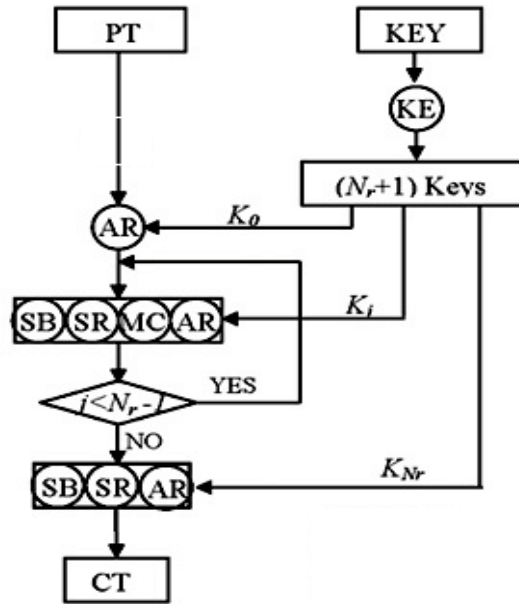 PT
KEY
KE
(Nr+1) Keys
AR
K0
SB SR MC AR
Kj
j<Nr-1
YES
NO
SB SR AR
KNr
CT